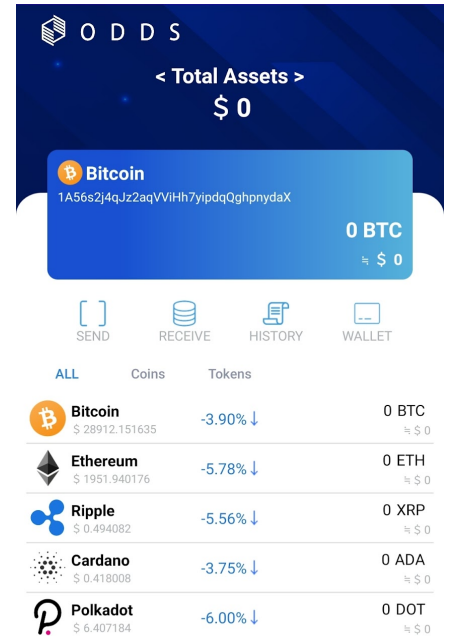 ODDS
< Total Assets >
$ 0
Bitcoin
1A56s2j4qJz2aqVViHh7yipdqQghpnydaX
0 BTC
≒ $ 0
SEND RECEIVE HISTORY WALLET
ALL Coins Tokens
Bitcoin -3.90%↓ 0 BTC
$ 28912.151635 ≒ $ 0
Ethereum -5.78%↓ 0 ETH
$ 1951.940176 ≒ $ 0
Ripple -5.56%↓ 0 XRP
$ 0.494082 ≒ $ 0
Cardano -3.75%↓ 0 ADA
$ 0.418008 ≒ $ 0
Polkadot -6.00%↓ 0 DOT
$ 6.407184 ≒ $ 0